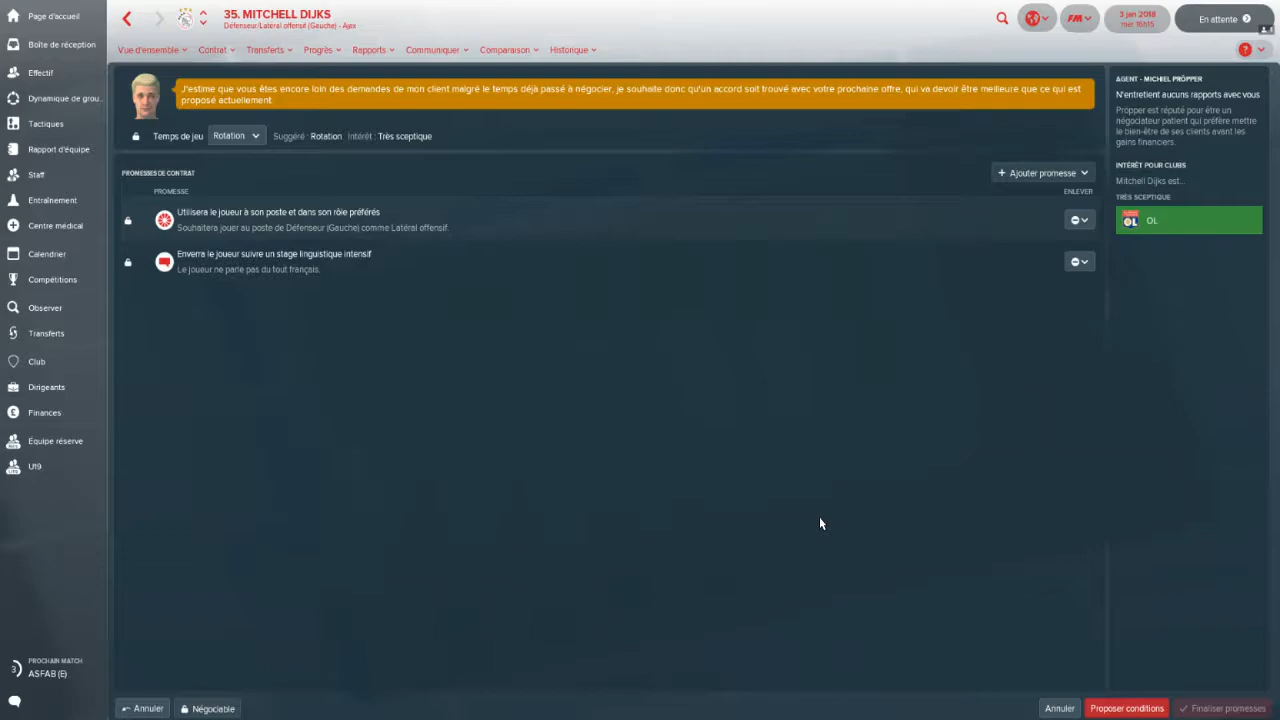 Page d'accueil
Boîte de réception
Effectif
Dynamique de grou...
Tactiques
Rapport d'équipe
Staff
Entraînement
Centre médical
Calendrier
Compétitions
Observer
Transferts
Club
Dirigeants
Finances
Équipe réserve
U19
PROCHAIN MATCH
3
ASFAB (E)
35. MITCHELL DIJKS
Défenseur/Latéral offensif (Gauche) - Ajax
FM
3 jan 2018
mer 16h15
En attente
Vue d'ensemble
Contrat
Transferts
Progrès
Rapports
Communiquer
Comparaison
Historique
?
J'estime que vous êtes encore loin des demandes de mon client malgré le temps déjà passé à négocier, je souhaite donc qu'un accord soit trouvé avec votre prochaine offre, qui va devoir être meilleure que ce qui est
proposé actuellement.
Temps de jeu Rotation Suggéré : Rotation Intérêt : Très sceptique
PROMESSES DE CONTRAT
+ Ajouter promesse
PROMESSE ENLEVER
Utilisera le joueur à son poste et dans son rôle préférés
Souhaitera jouer au poste de Défenseur (Gauche) comme Latéral offensif.
Enverra le joueur suivre un stage linguistique intensif
Le joueur ne parle pas du tout français.
AGENT - MICHIEL PRÖPPER
N'entretient aucuns rapports avec vous
Pröpper est réputé pour être un
négociateur patient qui préfère mettre
le bien-être de ses clients avant les
gains financiers.
INTÉRÊT POUR CLUBS
Mitchell Dijks est...
TRÈS SCEPTIQUE
OL
Annuler
Négociable
Annuler
Proposer conditions
Finaliser promesses